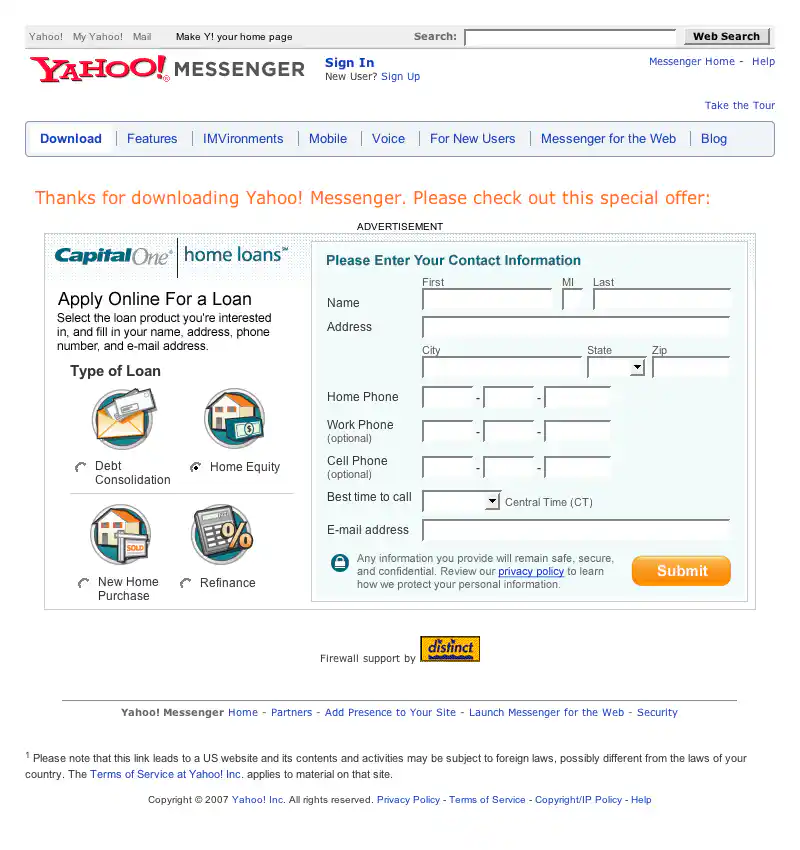 Yahoo! My Yahoo! Mail Make Y! your home page Search: Web Search
YAHOO!® MESSENGER
Sign In
New User? Sign Up
Messenger Home - Help
Take the Tour
Download Features IMVironments Mobile Voice For New Users Messenger for the Web Blog
Thanks for downloading Yahoo! Messenger. Please check out this special offer:
ADVERTISEMENT
CapitalOne® home loans℠
Apply Online For a Loan
Select the loan product you're interested
in, and fill in your name, address, phone
number, and e-mail address.
Type of Loan
Debt
Consolidation
Home Equity
SOLD
New Home
Purchase
Refinance
Please Enter Your Contact Information
First MI Last
Name
Address
City State Zip
Home Phone - -
Work Phone - -
(optional)
Cell Phone - -
(optional)
Best time to call Central Time (CT)
E-mail address
Any information you provide will remain safe, secure,
and confidential. Review our privacy policy to learn
how we protect your personal information.
Submit
Firewall support by distinct
Yahoo! Messenger Home - Partners - Add Presence to Your Site - Launch Messenger for the Web - Security
1 Please note that this link leads to a US website and its contents and activities may be subject to foreign laws, possibly different from the laws of your
country. The Terms of Service at Yahoo! Inc. applies to material on that site.
Copyright © 2007 Yahoo! Inc. All rights reserved. Privacy Policy - Terms of Service - Copyright/IP Policy - Help